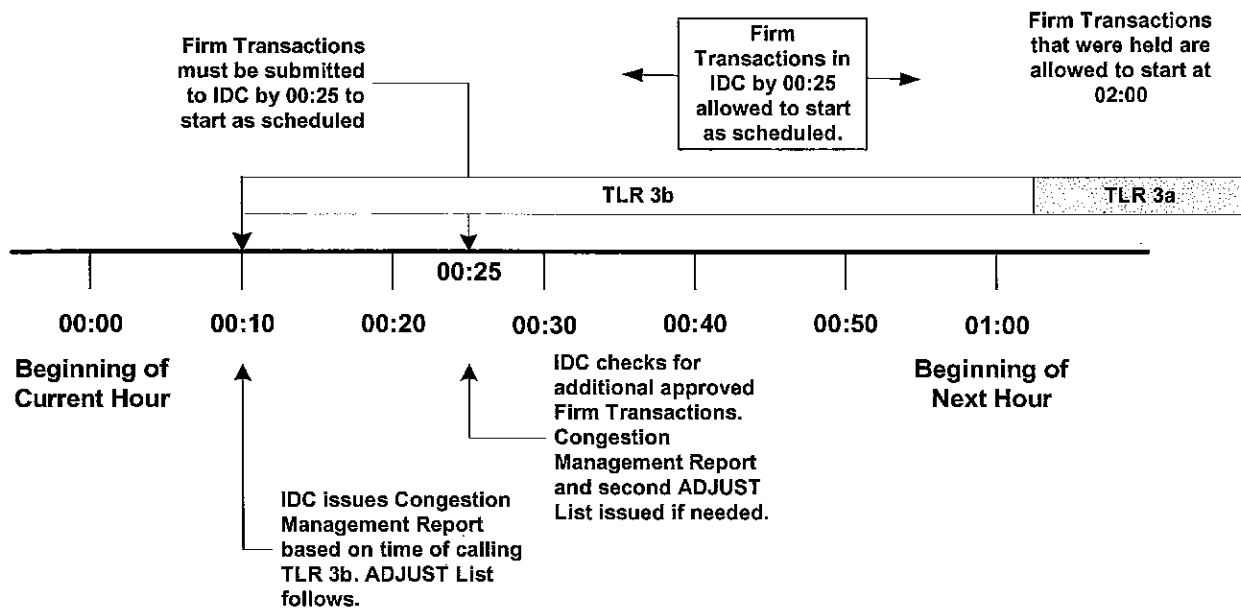 Firm Transactions
must be submitted
to IDC by 00:25 to
start as scheduled
Firm
Transactions in
IDC by 00:25
allowed to start
as scheduled.
Firm Transactions
that were held are
allowed to start at
02:00
TLR 3b
TLR 3a
00:25
00:00
00:10
00:20
00:30
00:40
00:50
01:00
Beginning of
Current Hour
Beginning of
Next Hour
IDC issues Congestion
Management Report
based on time of calling
TLR 3b. ADJUST List
follows.
IDC checks for
additional approved
Firm Transactions.
Congestion
Management Report
and second ADJUST
List issued if needed.